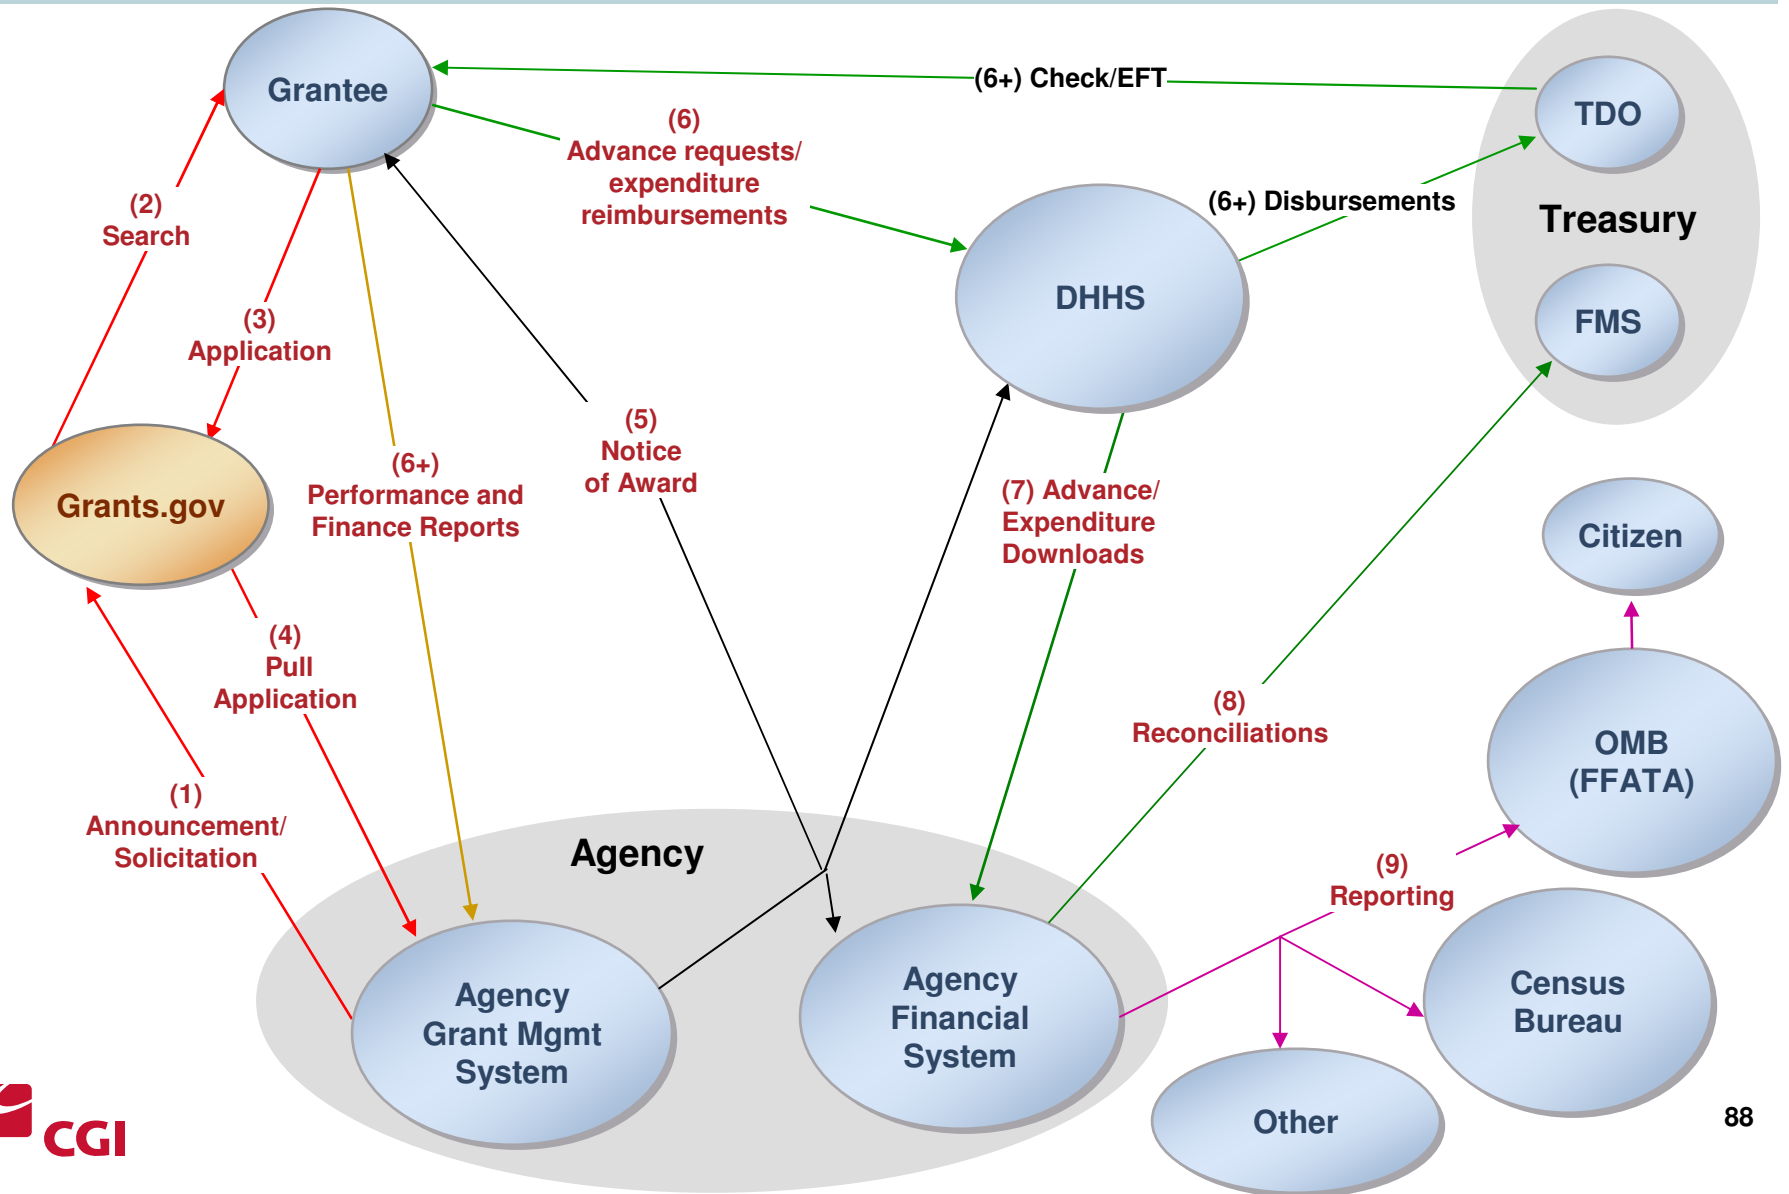 Grantee
(6+) Check/EFT
TDO
(6)
Advance requests/
expenditure
reimbursements
(2)
Search
(6+) Disbursements
Treasury
DHHS
FMS
(3)
Application
(5)
Notice
of Award
(6+)
Performance and
Finance Reports
(7) Advance/
Expenditure
Downloads
Grants.gov
Citizen
(4)
Pull
Application
(8)
Reconciliations
OMB
(FFATA)
(1)
Announcement/
Solicitation
Agency
(9)
Reporting
Agency
Grant Mgmt
System
Agency
Financial
System
Census
Bureau
Other
CGI
88